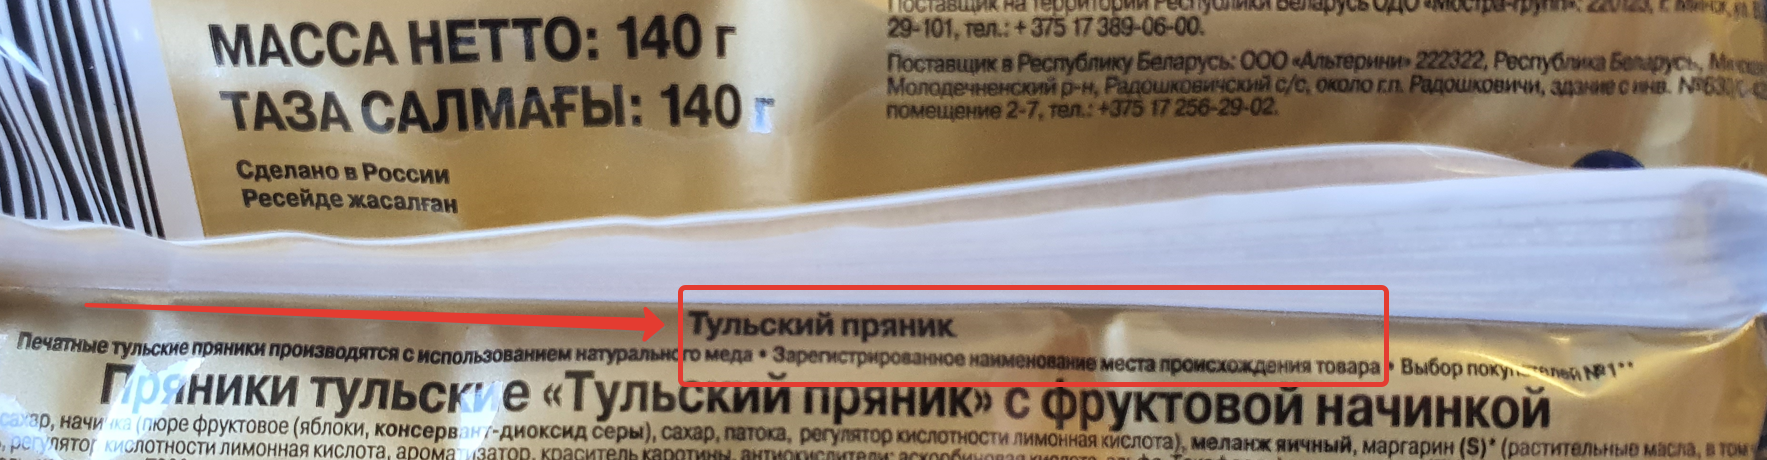 МАССА НЕТТО: 140 г
ТАЗА САЛМАҒЫ: 140 г
Сделано в России
Ресейде жасалған
Поставщик на территории Республики Беларусь ОДО «Мостра-групп»: 220125, г. Минск,
29-101, тел.: + 375 17 389-06-00.
Поставщик в Республику Беларусь: ООО «Альтерини» 222322, Республика Беларусь,
Молодечненский р-н, Радошковичский с/с, около г.п. Радошковичи, здание с инв.
помещение 2-7, тел.: +375 17 256-29-02.
Тульский пряник
Печатные тульские пряники производятся с использованием натурального меда • Зарегистрированное наименование места происхождения товара • Выбор покупателей №1**
Пряники тульские «Тульский пряник» с фруктовой начинкой
сахар, начинка (пюре фруктовое (яблоки, консервант-диоксид серы), сахар, патока, регулятор кислотности лимонная кислота), меланж яичный, маргарин (S)* (растительные масла, в том
, регулятор кислотности лимонная кислота, ароматизатор, краситель каротины, антиокислители: аскорбиновая кислота,